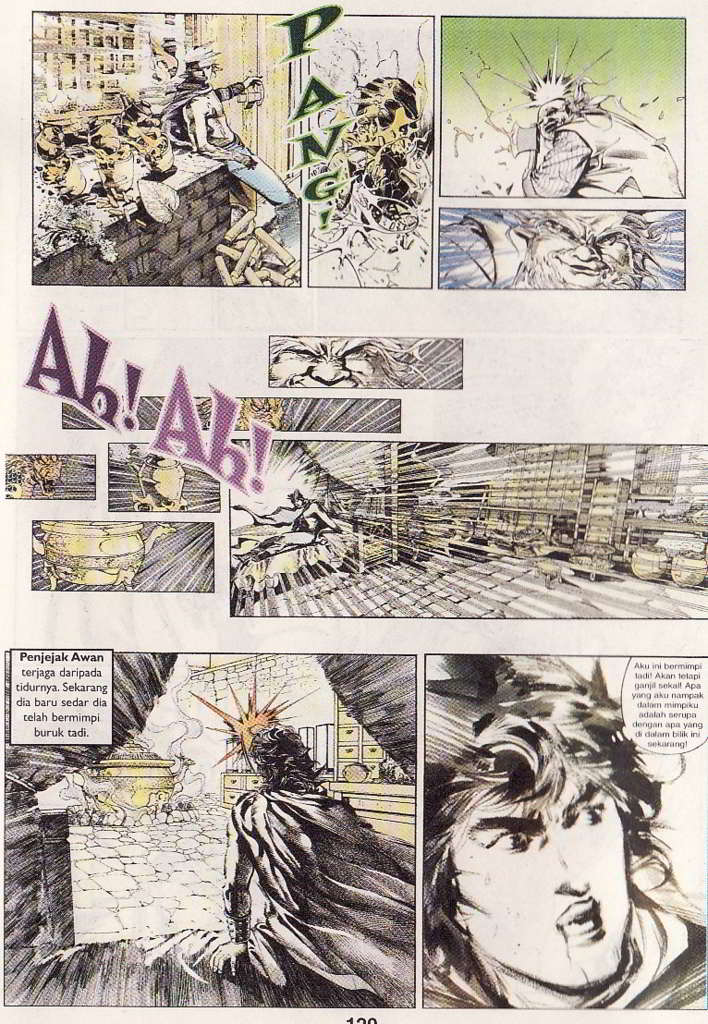 PANG!
Ah! Ah!
Penjejak Awan
terjaga daripada
tidurnya. Sekarang
dia baru sedar dia
telah bermimpi
buruk tadi.
Aku ini bermimpi
tadi! Akan tetapi
ganjil sekali! Apa
yang aku nampak
dalam mimpiku
adalah serupa
dengan apa yang
di dalam bilik ini
sekarang!